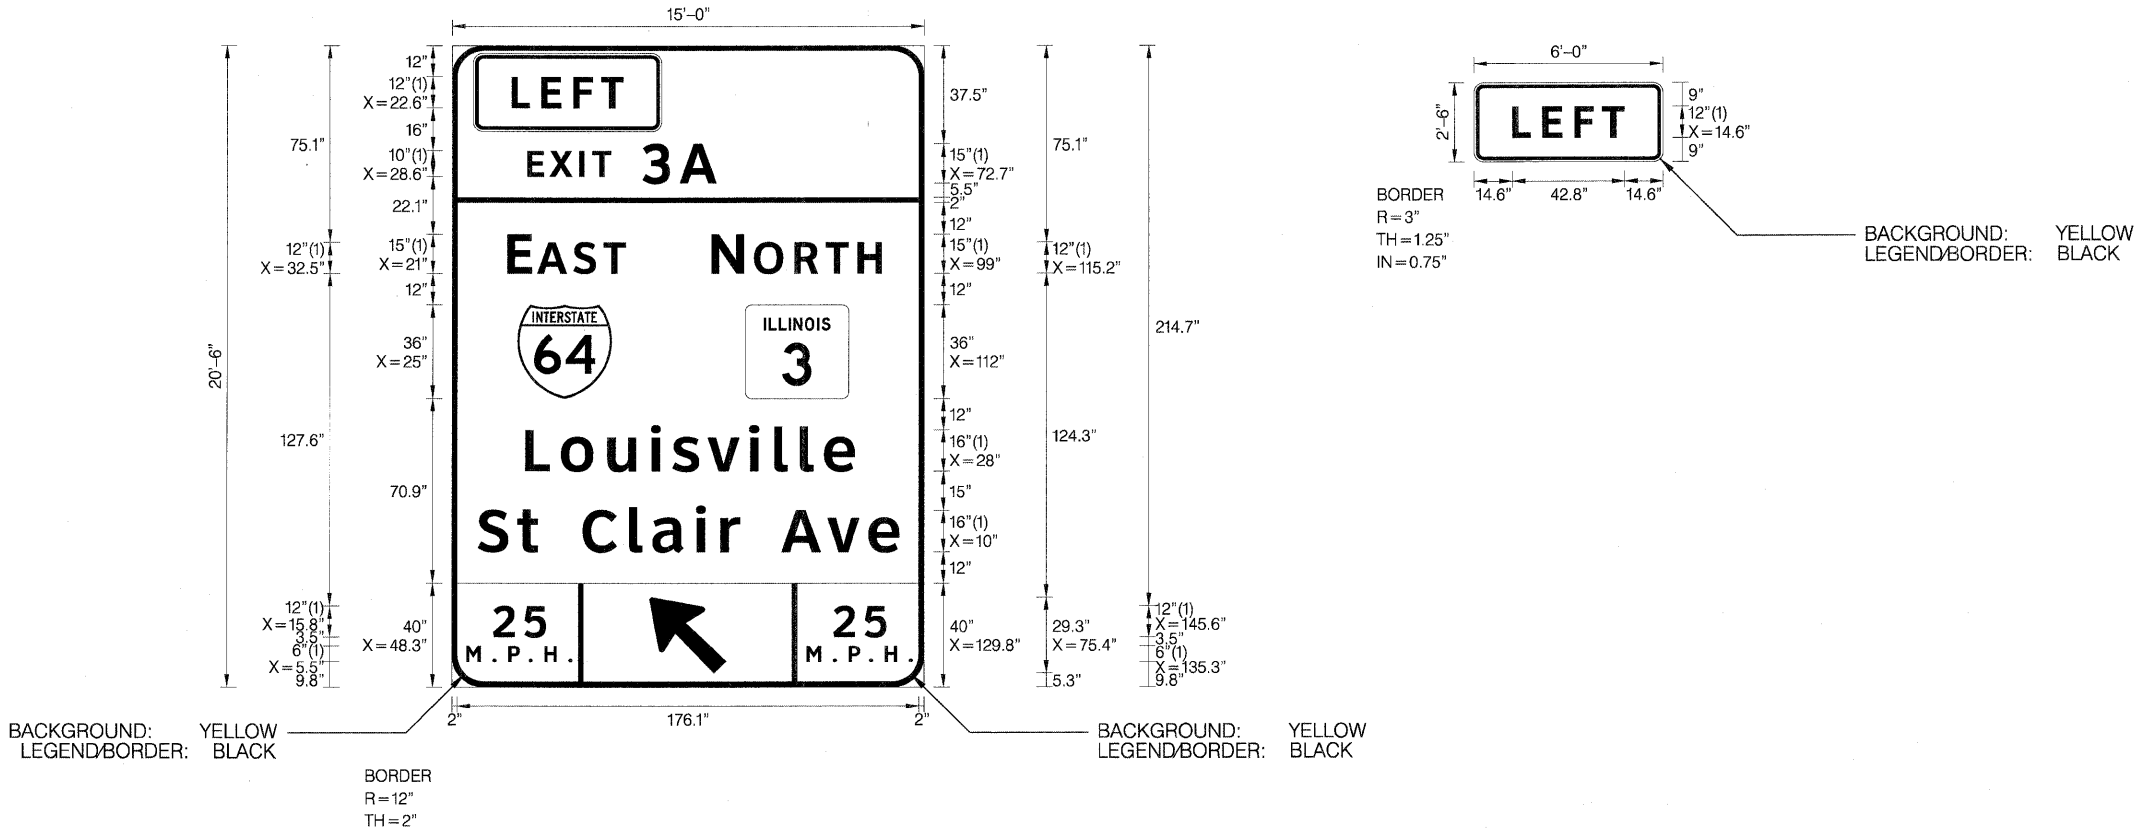 15'-0"
LEFT
EXIT 3A
EAST NORTH
INTERSTATE
64
ILLINOIS
3
Louisville
St Clair Ave
25
M.P.H.
25
M.P.H.
20'-6"
75.1"
12"(1)
X=32.5"
127.6"
12"(1)
X=15.8"
3.5"
6"(1)
X=5.5"
9.8"
12"
12"(1)
X=22.6"
16"
10"(1)
X=28.6"
22.1"
15"(1)
X=21"
12"
36"
X=25"
70.9"
40"
X=48.3"
37.5"
15"(1)
X=72.7"
5.5"
2"
12"
15"(1)
X=99"
12"
36"
X=112"
12"
16"(1)
X=28"
15"
16"(1)
X=10"
12"
40"
X=129.8"
75.1"
12"(1)
X=115.2"
124.3"
29.3"
X=75.4"
5.3"
214.7"
12"(1)
X=145.6"
3.5"
6"(1)
X=135.3"
9.8"
2" 176.1" 2"
BACKGROUND: YELLOW
LEGEND/BORDER: BLACK
BORDER
R=12"
TH=2"
BACKGROUND: YELLOW
LEGEND/BORDER: BLACK
6'-0"
2'-6"
LEFT
9"
12"(1)
X=14.6"
9"
14.6" 42.8" 14.6"
BORDER
R=3"
TH=1.25"
IN=0.75"
BACKGROUND: YELLOW
LEGEND/BORDER: BLACK